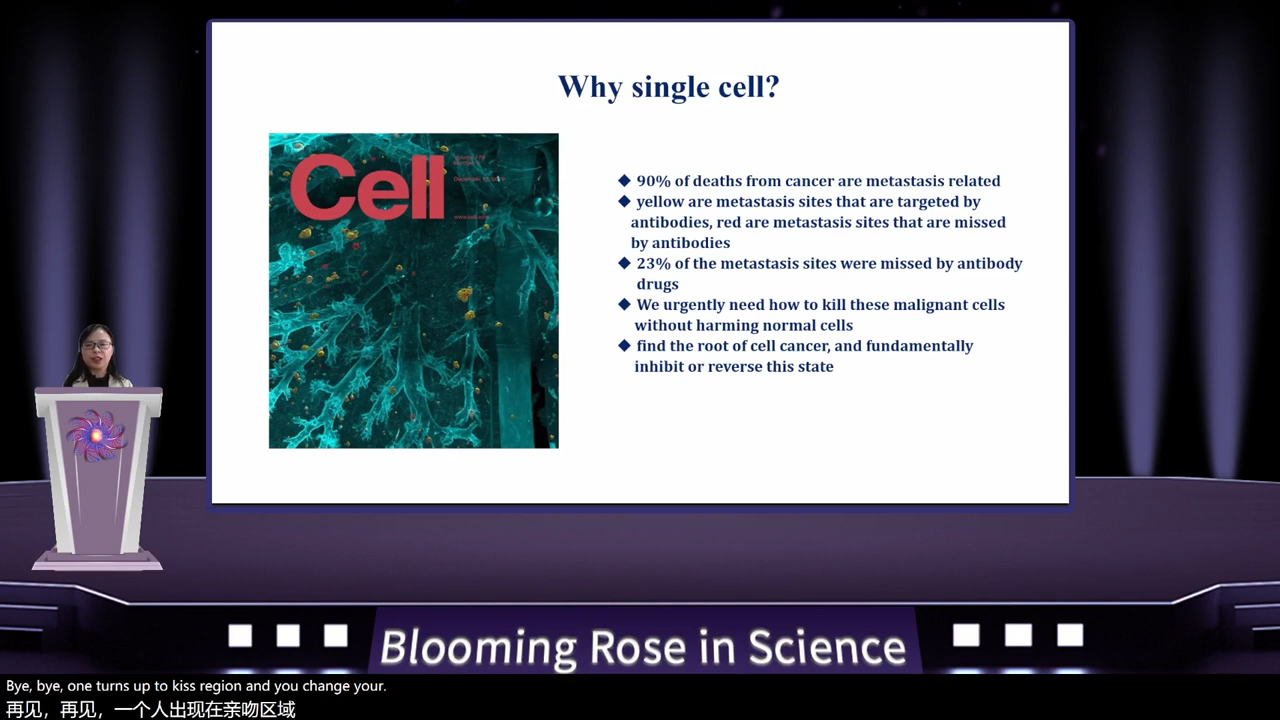 Why single cell?
Cell
◆ 90% of deaths from cancer are metastasis related
◆ yellow are metastasis sites that are targeted by
antibodies, red are metastasis sites that are missed
by antibodies
◆ 23% of the metastasis sites were missed by antibody
drugs
◆ We urgently need how to kill these malignant cells
without harming normal cells
◆ find the root of cell cancer, and fundamentally
inhibit or reverse this state
Blooming Rose in Science
Bye, bye, one turns up to kiss region and you change your.
再见，再见，一个人出现在亲吻区域